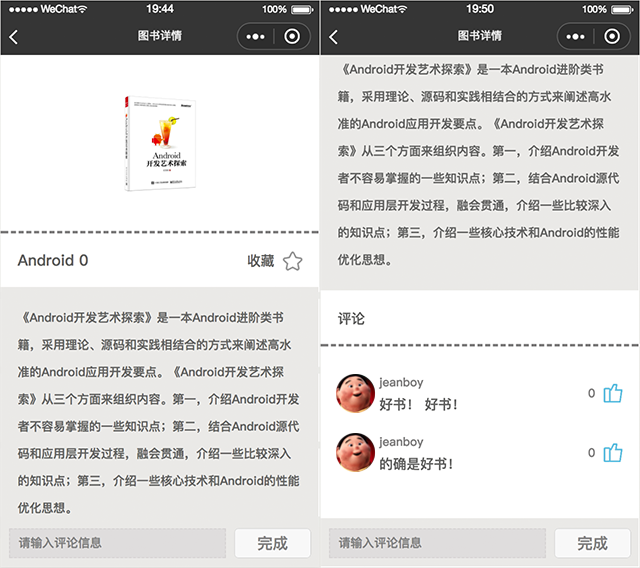 WeChat 19:44 100%
图书详情
Android
开发艺术探索
Android 0 收藏
《Android开发艺术探索》是一本Android进阶类书
籍，采用理论、源码和实践相结合的方式来阐述高水
准的Android应用开发要点。《Android开发艺术探
索》从三个方面来组织内容。第一，介绍Android开发
者不容易掌握的一些知识点；第二，结合Android源代
码和应用层开发过程，融会贯通，介绍一些比较深入
的知识点；第三，介绍一些核心技术和Android的性能
优化思想。
请输入评论信息 完成
WeChat 19:50 100%
图书详情
《Android开发艺术探索》是一本Android进阶类书
籍，采用理论、源码和实践相结合的方式来阐述高水
准的Android应用开发要点。《Android开发艺术探
索》从三个方面来组织内容。第一，介绍Android开发
者不容易掌握的一些知识点；第二，结合Android源代
码和应用层开发过程，融会贯通，介绍一些比较深入
的知识点；第三，介绍一些核心技术和Android的性能
优化思想。
评论
jeanboy
好书！ 好书！ 0
jeanboy
的确是好书！ 0
请输入评论信息 完成